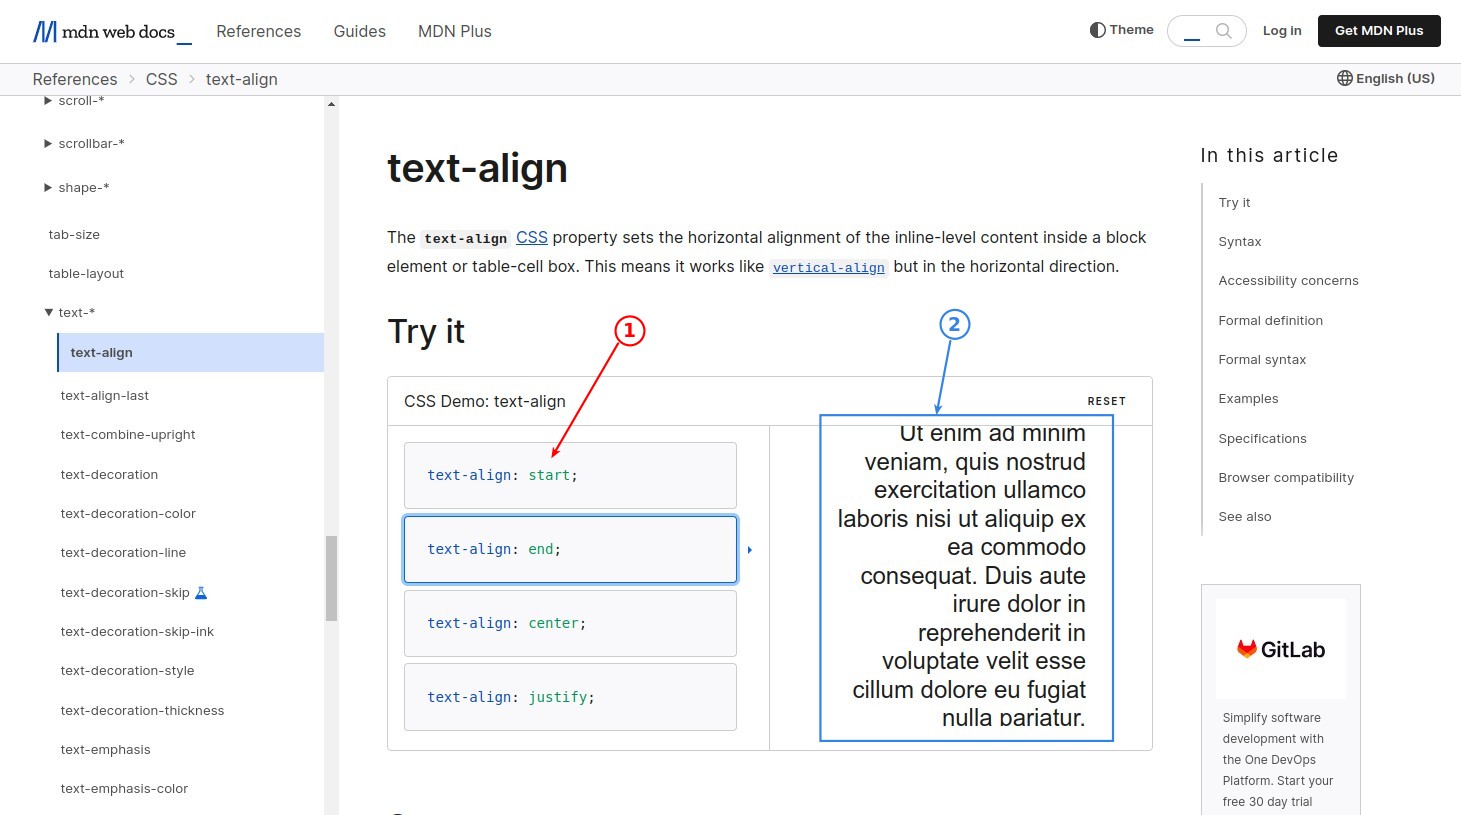 mdn web docs_
References
Guides
MDN Plus
Theme
Log in
Get MDN Plus
References > CSS > text-align
English (US)
scroll-*
scrollbar-*
shape-*
tab-size
table-layout
text-*
text-align
text-align-last
text-combine-upright
text-decoration
text-decoration-color
text-decoration-line
text-decoration-skip
text-decoration-skip-ink
text-decoration-style
text-decoration-thickness
text-emphasis
text-emphasis-color
text-align
The text-align CSS property sets the horizontal alignment of the inline-level content inside a block
element or table-cell box. This means it works like vertical-align but in the horizontal direction.
Try it
1
2
CSS Demo: text-align
RESET
text-align: start;
text-align: end;
text-align: center;
text-align: justify;
Ut enim ad minim
veniam, quis nostrud
exercitation ullamco
laboris nisi ut aliquip ex
ea commodo
consequat. Duis aute
irure dolor in
reprehenderit in
voluptate velit esse
cillum dolore eu fugiat
nulla pariatur.
In this article
Try it
Syntax
Accessibility concerns
Formal definition
Formal syntax
Examples
Specifications
Browser compatibility
See also
GitLab
Simplify software
development with
the One DevOps
Platform. Start your
free 30 day trial